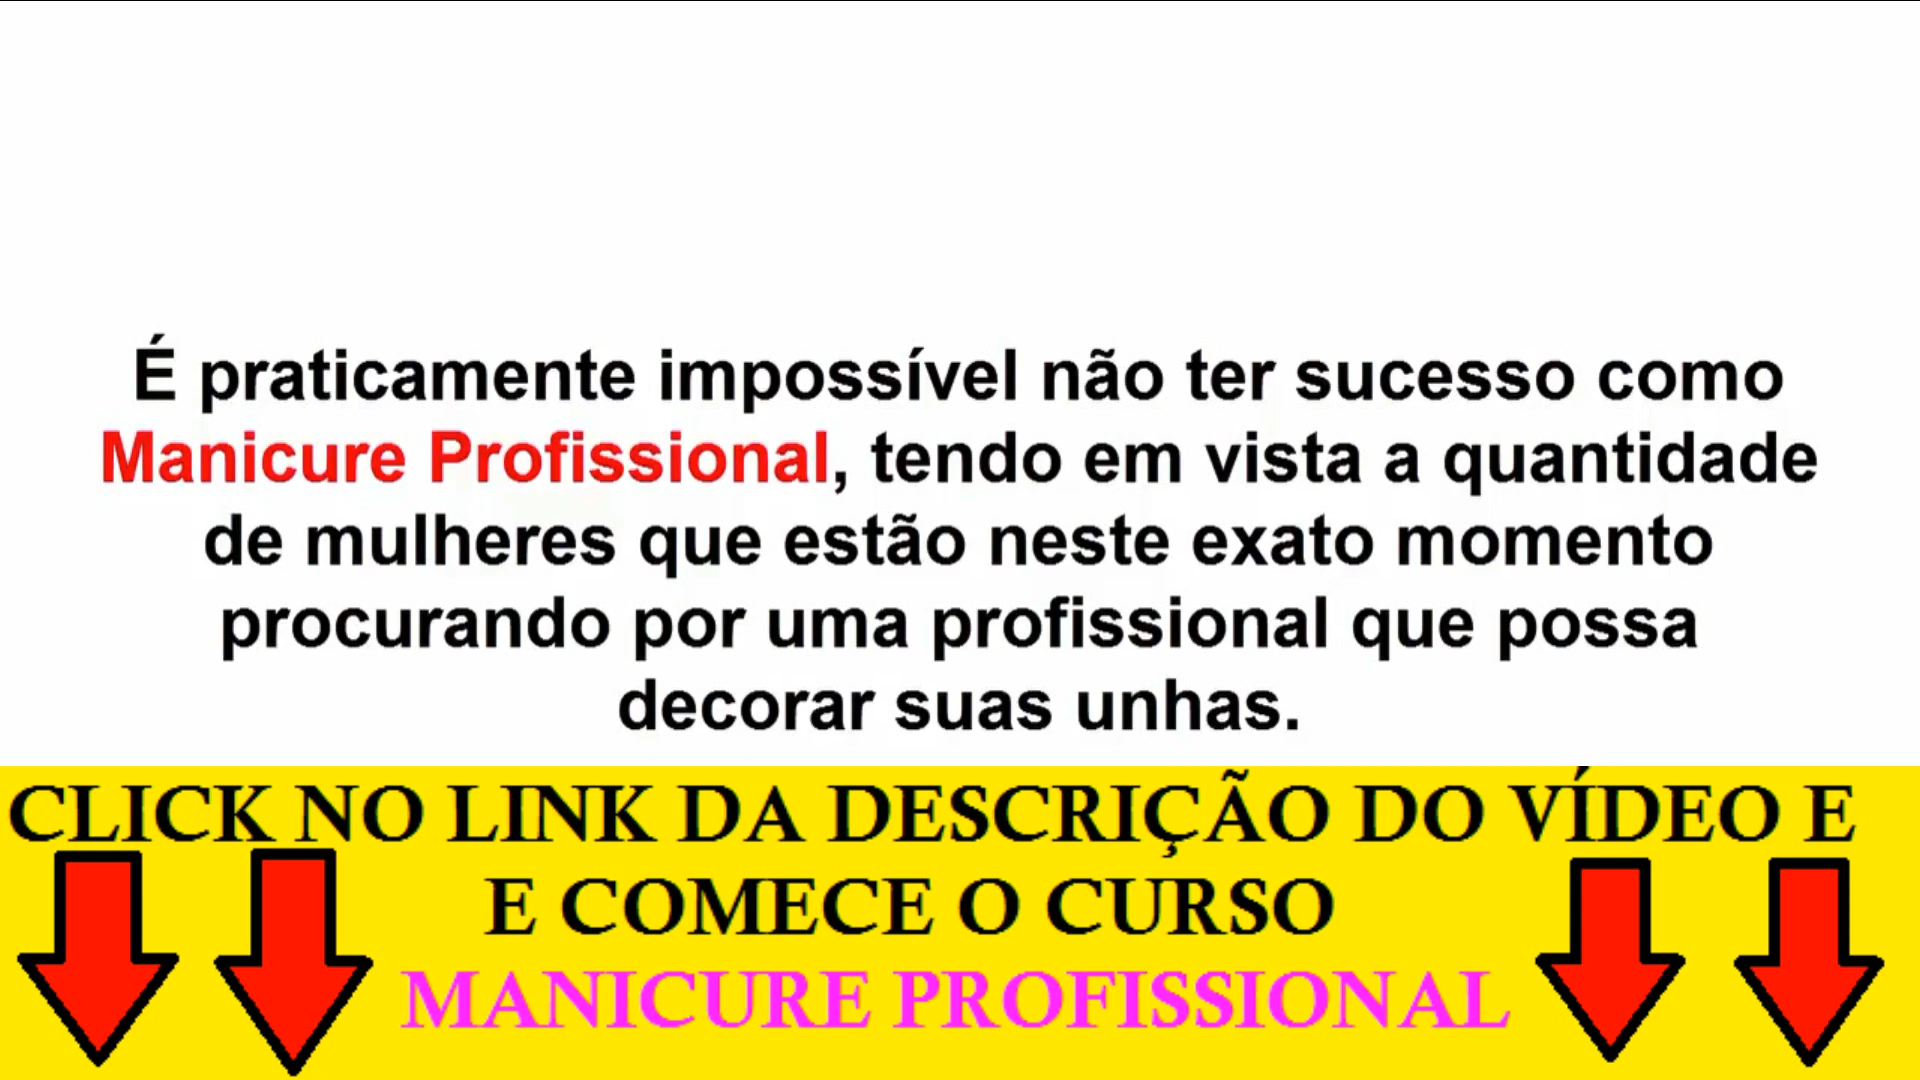 É praticamente impossível não ter sucesso como
Manicure Profissional, tendo em vista a quantidade
de mulheres que estão neste exato momento
procurando por uma profissional que possa
decorar suas unhas.
CLICK NO LINK DA DESCRIÇÃO DO VÍDEO E
E COMECE O CURSO
MANICURE PROFISSIONAL